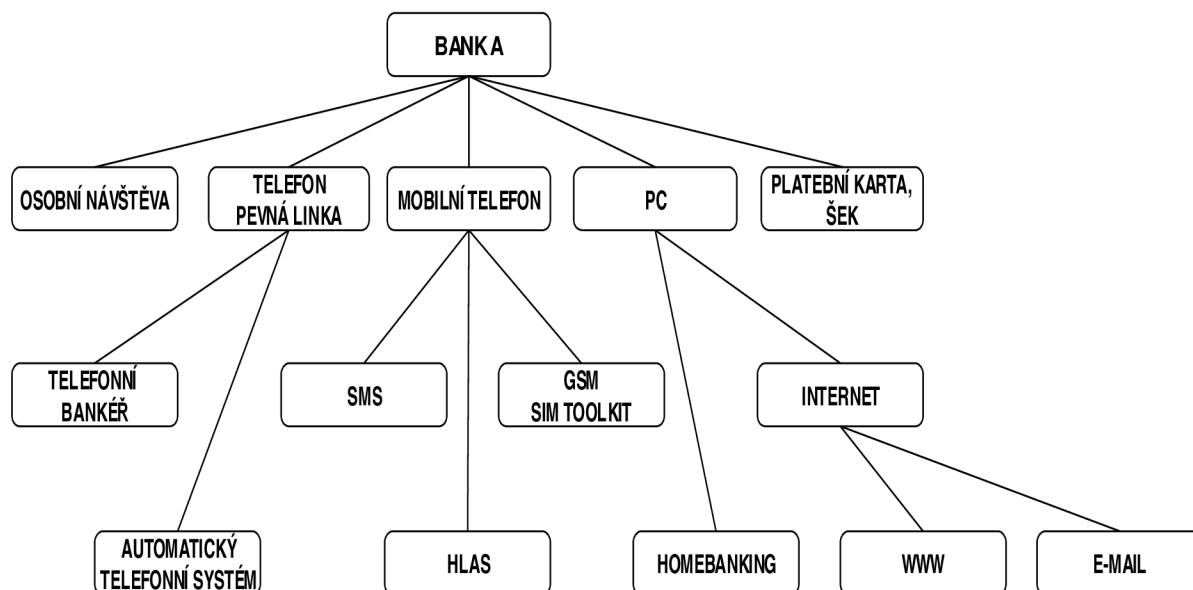 BANKA
OSOBNÍ NÁVŠTĚVA
TELEFON
PEVNÁ LINKA
MOBILNÍ TELEFON
PC
PLATEBNÍ KARTA,
ŠEK
TELEFONNÍ
BANKÉŘ
SMS
GSM
SIM TOOLKIT
INTERNET
AUTOMATICKÝ
TELEFONNÍ SYSTÉM
HLAS
HOMEBANKING
WWW
E-MAIL